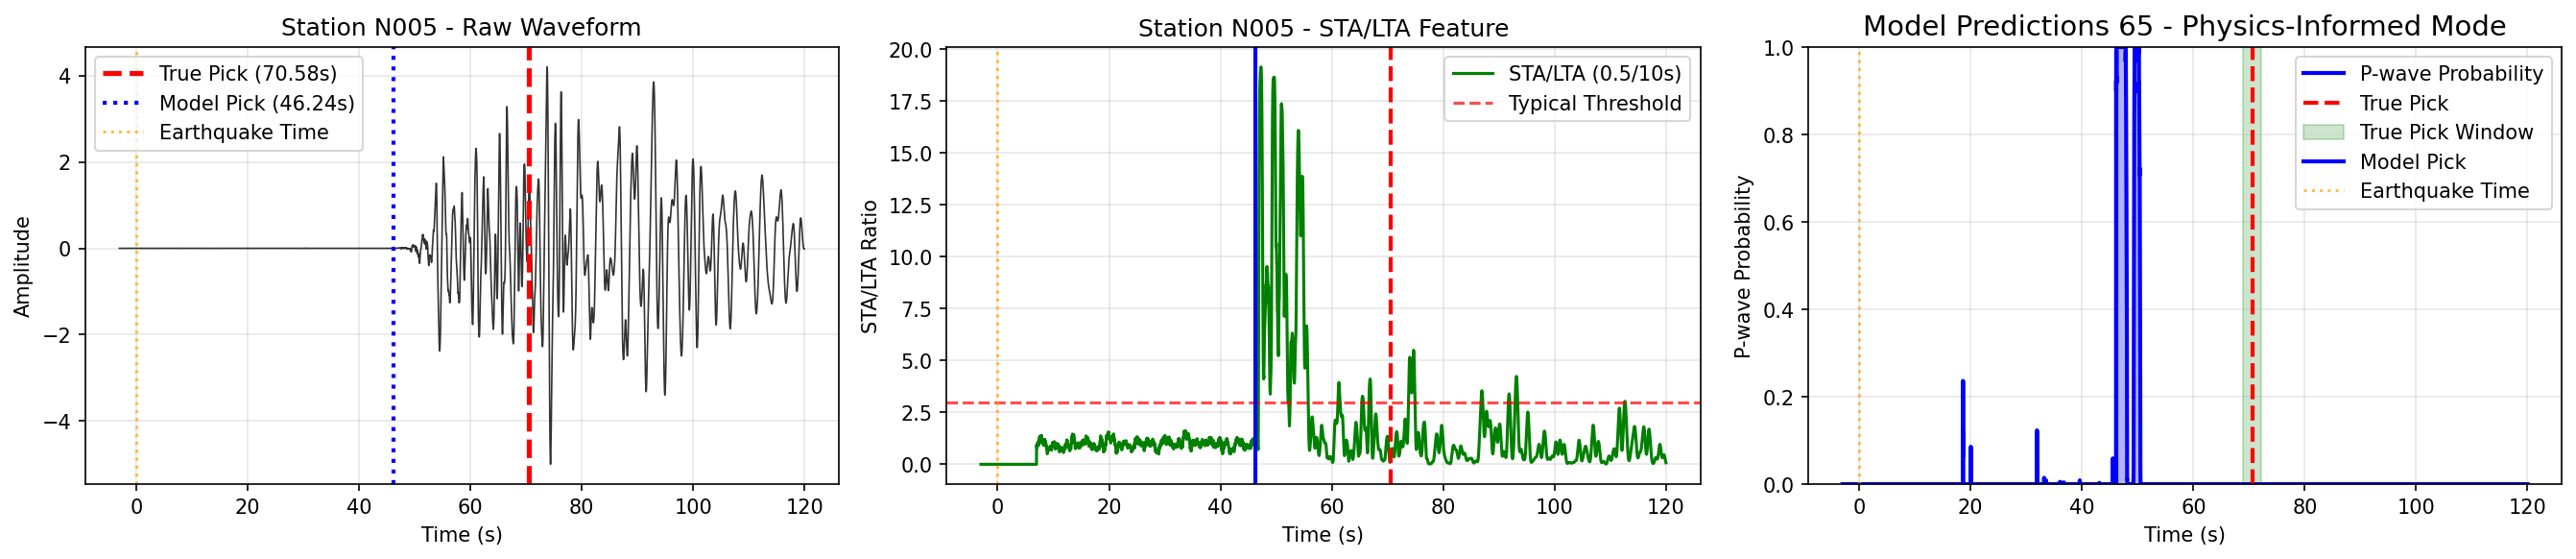 Station N005 - Raw Waveform
Amplitude
4
2
0
−2
−4
True Pick (70.58s)
Model Pick (46.24s)
Earthquake Time
0 20 40 60 80 100 120
Time (s)
Station N005 - STA/LTA Feature
STA/LTA Ratio
20.0
17.5
15.0
12.5
10.0
7.5
5.0
2.5
0.0
STA/LTA (0.5/10s)
Typical Threshold
0 20 40 60 80 100 120
Time (s)
Model Predictions 65 - Physics-Informed Mode
P-wave Probability
1.0
0.8
0.6
0.4
0.2
0.0
P-wave Probability
True Pick
True Pick Window
Model Pick
Earthquake Time
0 20 40 60 80 100 120
Time (s)